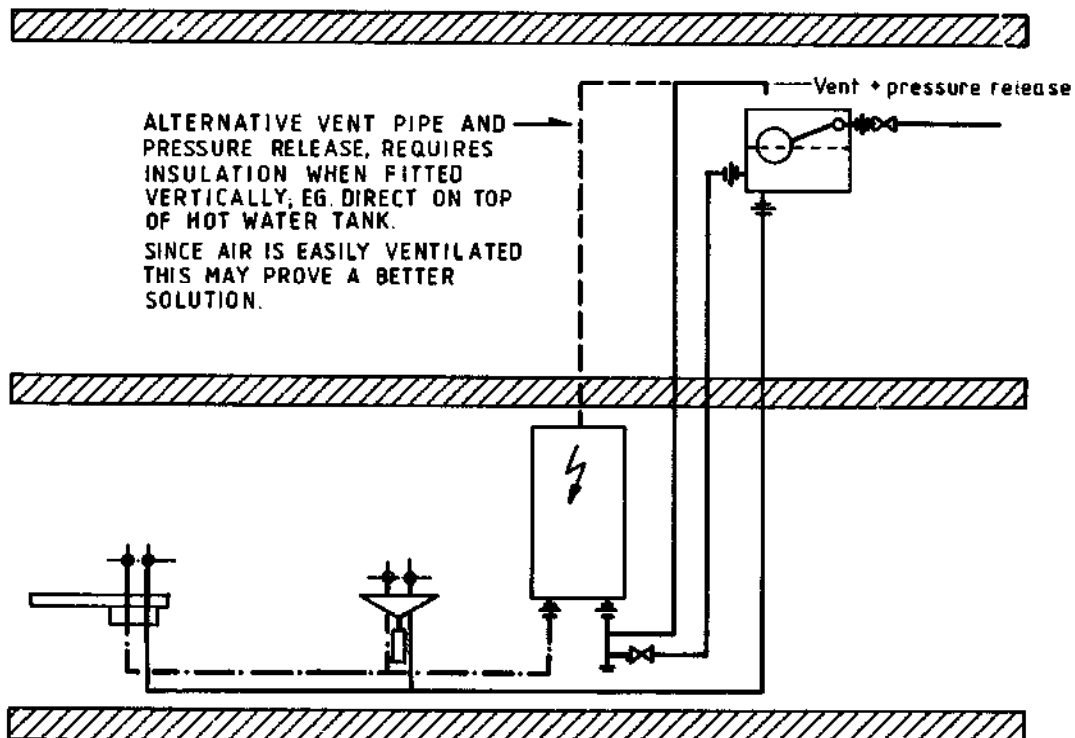 Vent + pressure release
ALTERNATIVE VENT PIPE AND
PRESSURE RELEASE, REQUIRES
INSULATION WHEN FITTED
VERTICALLY, EG. DIRECT ON TOP
OF HOT WATER TANK.
SINCE AIR IS EASILY VENTILATED
THIS MAY PROVE A BETTER
SOLUTION.